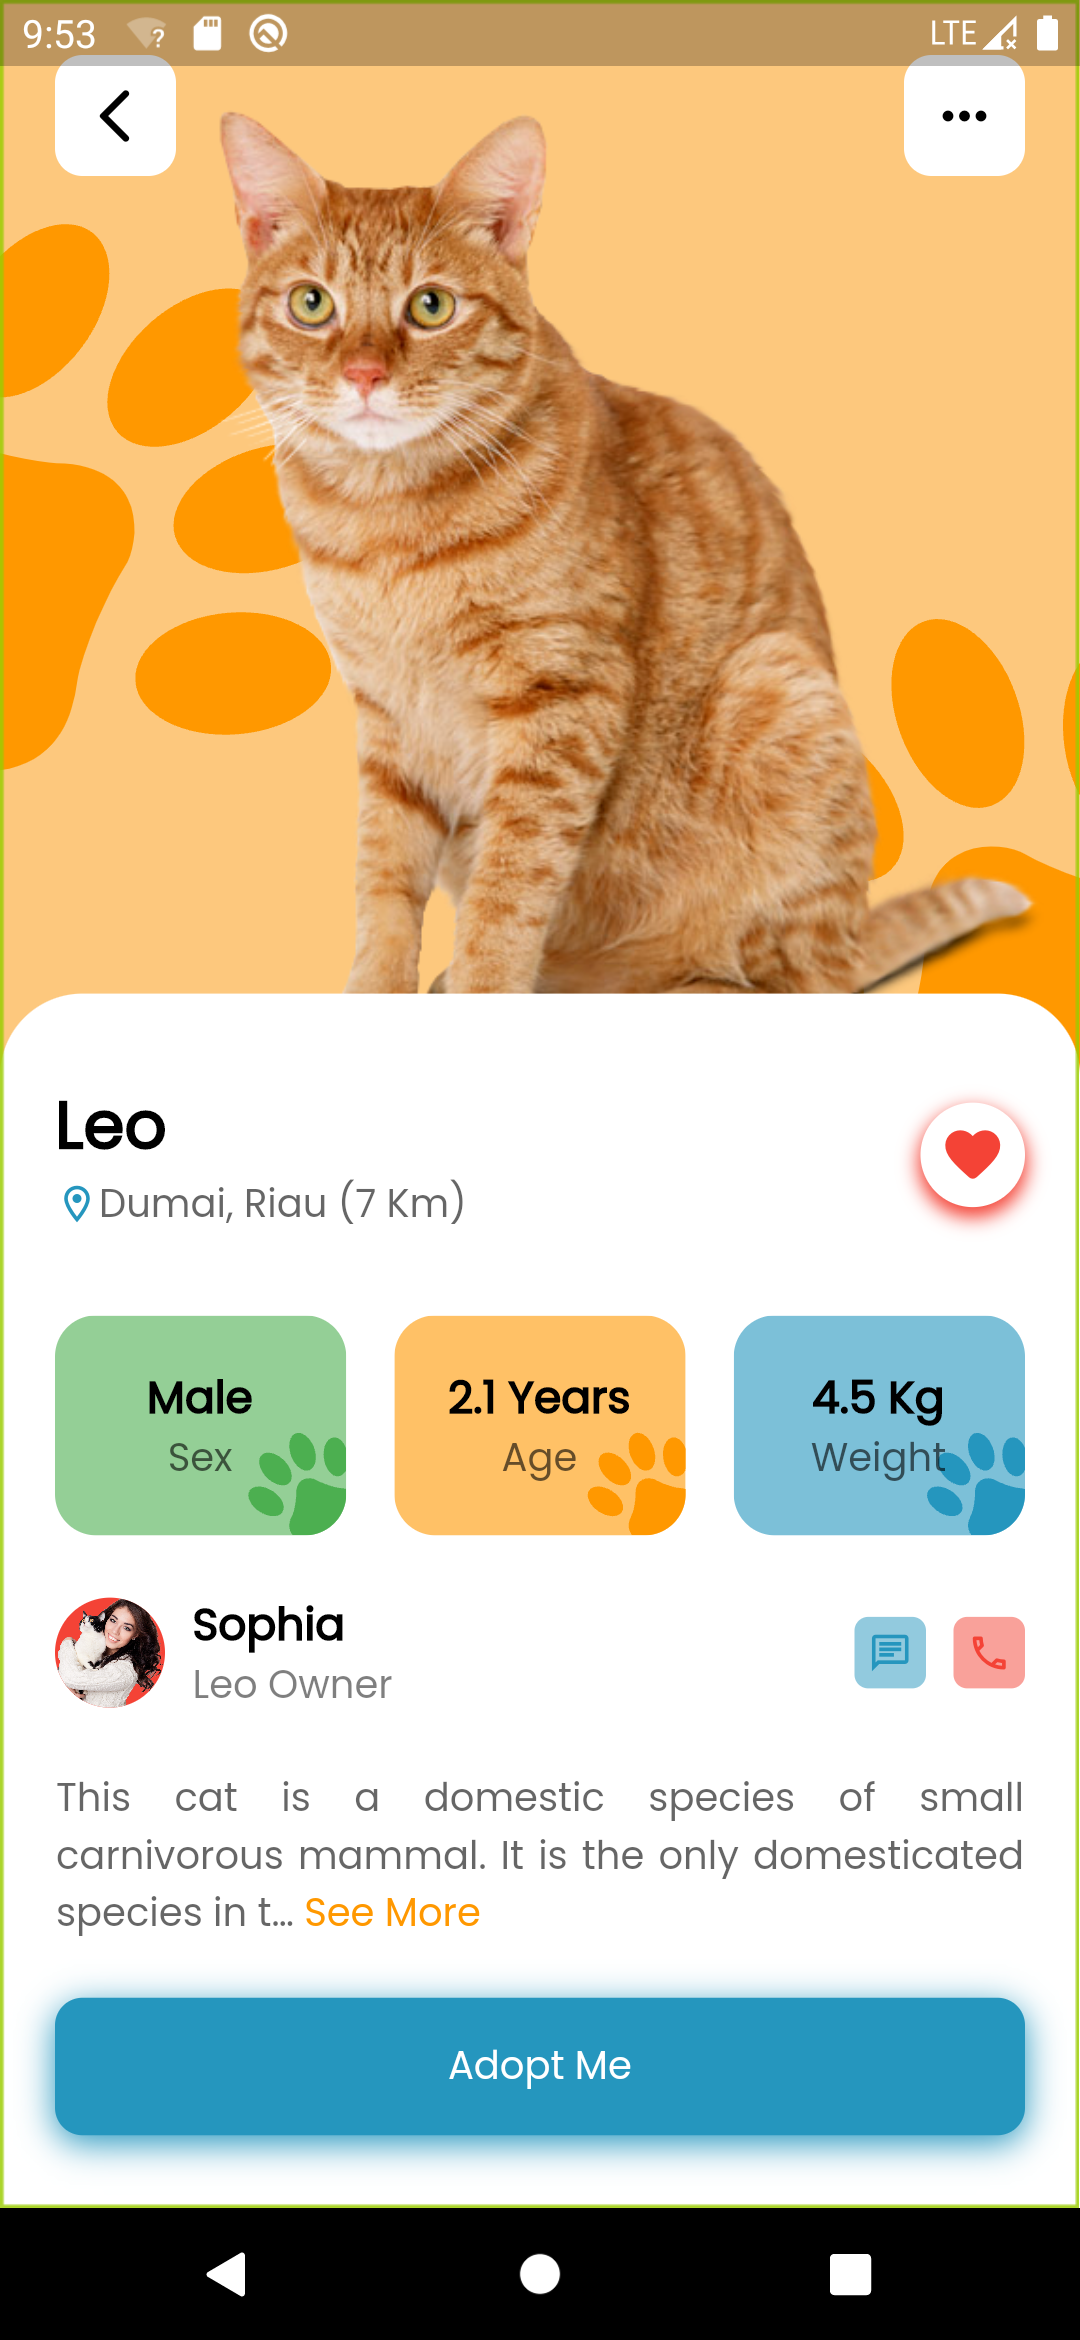 9:53
LTE
Leo
Dumai, Riau (7 Km)
Male
Sex
2.1 Years
Age
4.5 Kg
Weight
Sophia
Leo Owner
This cat is a domestic species of small
carnivorous mammal. It is the only domesticated
species in t... See More
Adopt Me